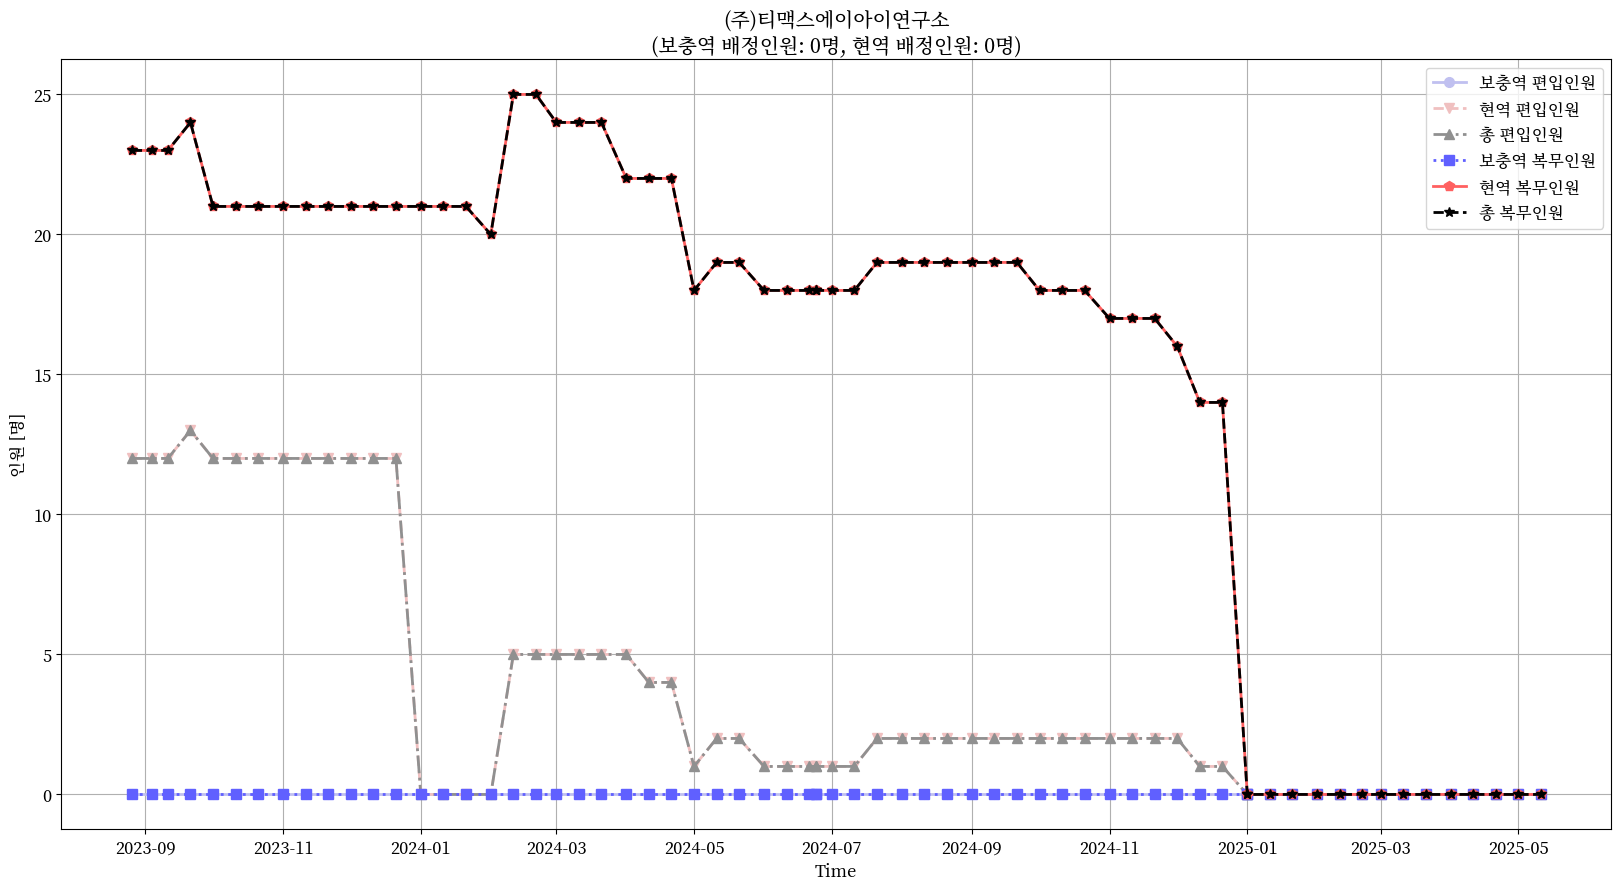 (주)티맥스에이아이연구소
(보충역 배정인원: 0명, 현역 배정인원: 0명)
보충역 편입인원
현역 편입인원
총 편입인원
보충역 복무인원
현역 복무인원
총 복무인원
인원 [명]
25
20
15
10
5
0
2023-09
2023-11
2024-01
2024-03
2024-05
2024-07
2024-09
2024-11
2025-01
2025-03
2025-05
Time